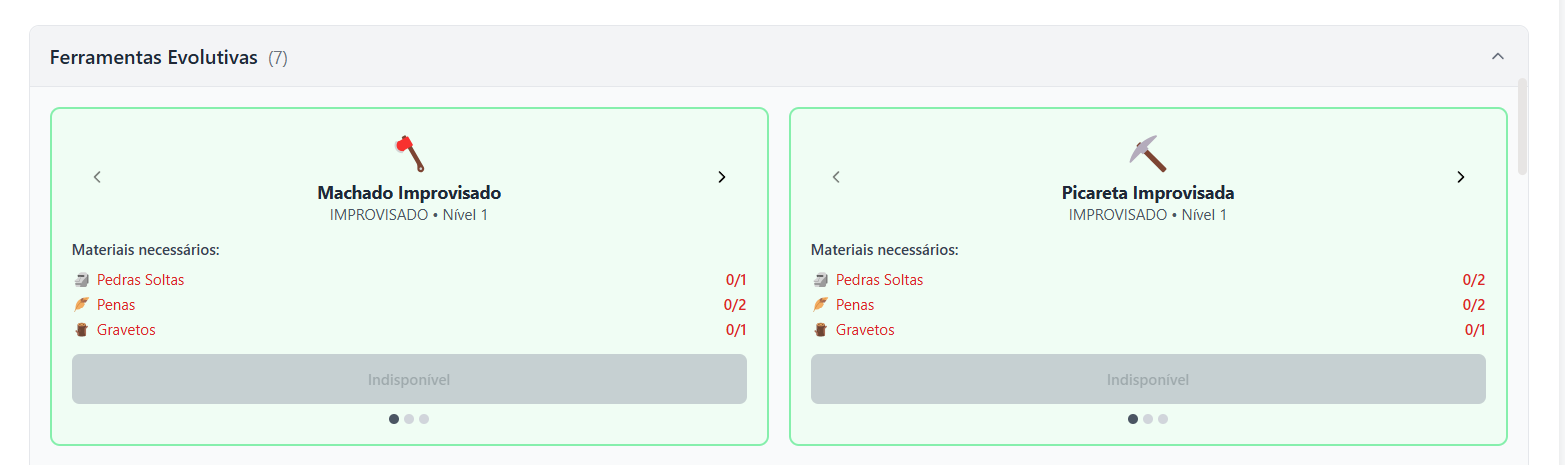 Ferramentas Evolutivas (7)
Machado Improvisado
IMPROVISADO • Nível 1
Materiais necessários:
Pedras Soltas 0/1
Penas 0/2
Gravetos 0/1
Indisponível
Picareta Improvisada
IMPROVISADO • Nível 1
Materiais necessários:
Pedras Soltas 0/2
Penas 0/2
Gravetos 0/1
Indisponível